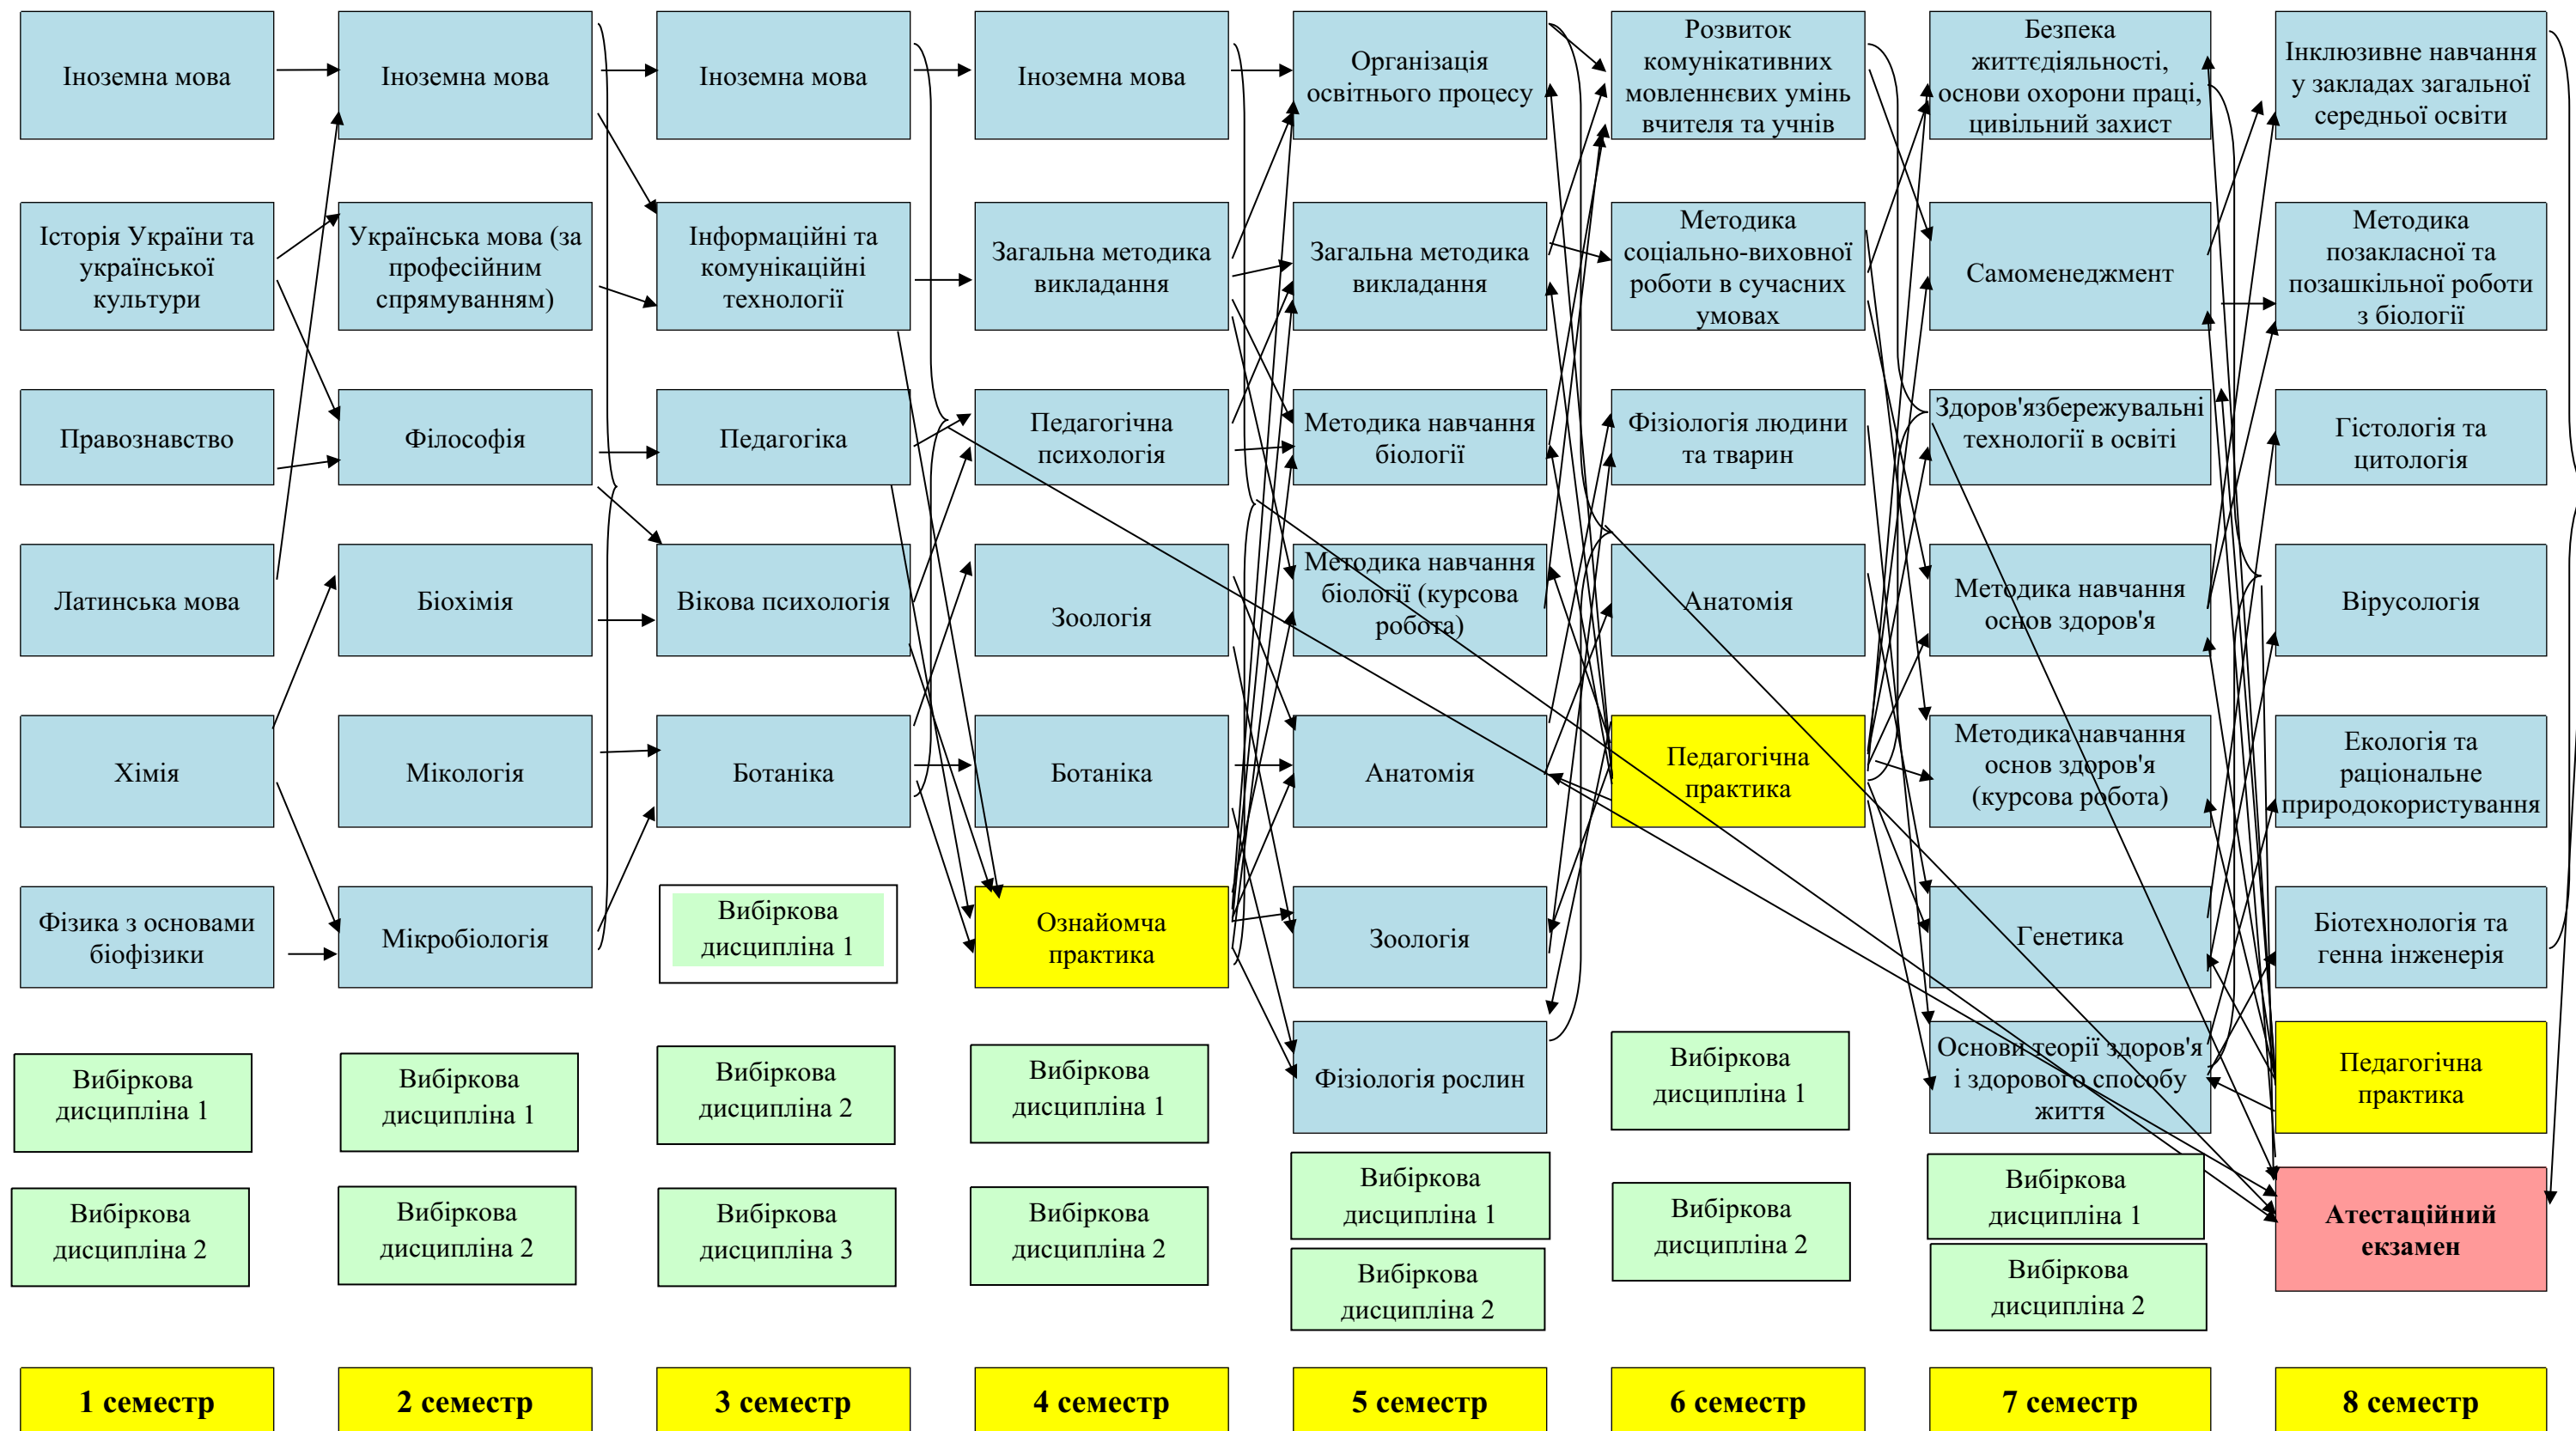 Іноземна мова
Історія України та
української
культури
Правознавство
Латинська мова
Хімія
Фізика з основами
біофізики
Вибіркова
дисципліна 1
Вибіркова
дисципліна 2
1 семестр
Іноземна мова
Українська мова (за
професійним
спрямуванням)
Філософія
Біохімія
Мікологія
Мікробіологія
Вибіркова
дисципліна 1
Вибіркова
дисципліна 2
2 семестр
Іноземна мова
Інформаційні та
комунікаційні
технології
Педагогіка
Вікова психологія
Ботаніка
Вибіркова
дисципліна 1
Вибіркова
дисципліна 2
Вибіркова
дисципліна 3
3 семестр
Іноземна мова
Загальна методика
викладання
Педагогічна
психологія
Зоологія
Ботаніка
Ознайомча
практика
Вибіркова
дисципліна 1
Вибіркова
дисципліна 2
4 семестр
Організація
освітнього процесу
Загальна методика
викладання
Методика навчання
біології
Методика навчання
біології (курсова
робота)
Анатомія
Зоологія
Фізіологія рослин
Вибіркова
дисципліна 1
Вибіркова
дисципліна 2
5 семестр
Розвиток
комунікативних
мовленнєвих умінь
вчителя та учнів
Методика
соціально-виховної
роботи в сучасних
умовах
Фізіологія людини
та тварин
Анатомія
Педагогічна
практика
Вибіркова
дисципліна 1
Вибіркова
дисципліна 2
6 семестр
Безпека
життєдіяльності,
основи охорони праці,
цивільний захист
Самоменеджмент
Здоров'язбережувальні
технології в освіті
Методика навчання
основ здоров'я
Методика навчання
основ здоров'я
(курсова робота)
Генетика
Основи теорії здоров'я
і здорового способу
життя
Вибіркова
дисципліна 1
Вибіркова
дисципліна 2
7 семестр
Інклюзивне навчання
у закладах загальної
середньої освіти
Методика
позакласної та
позашкільної роботи
з біології
Гістологія та
цитологія
Вірусологія
Екологія та
раціональне
природокористування
Біотехнологія та
генна інженерія
Педагогічна
практика
Атестаційний
екзамен
8 семестр